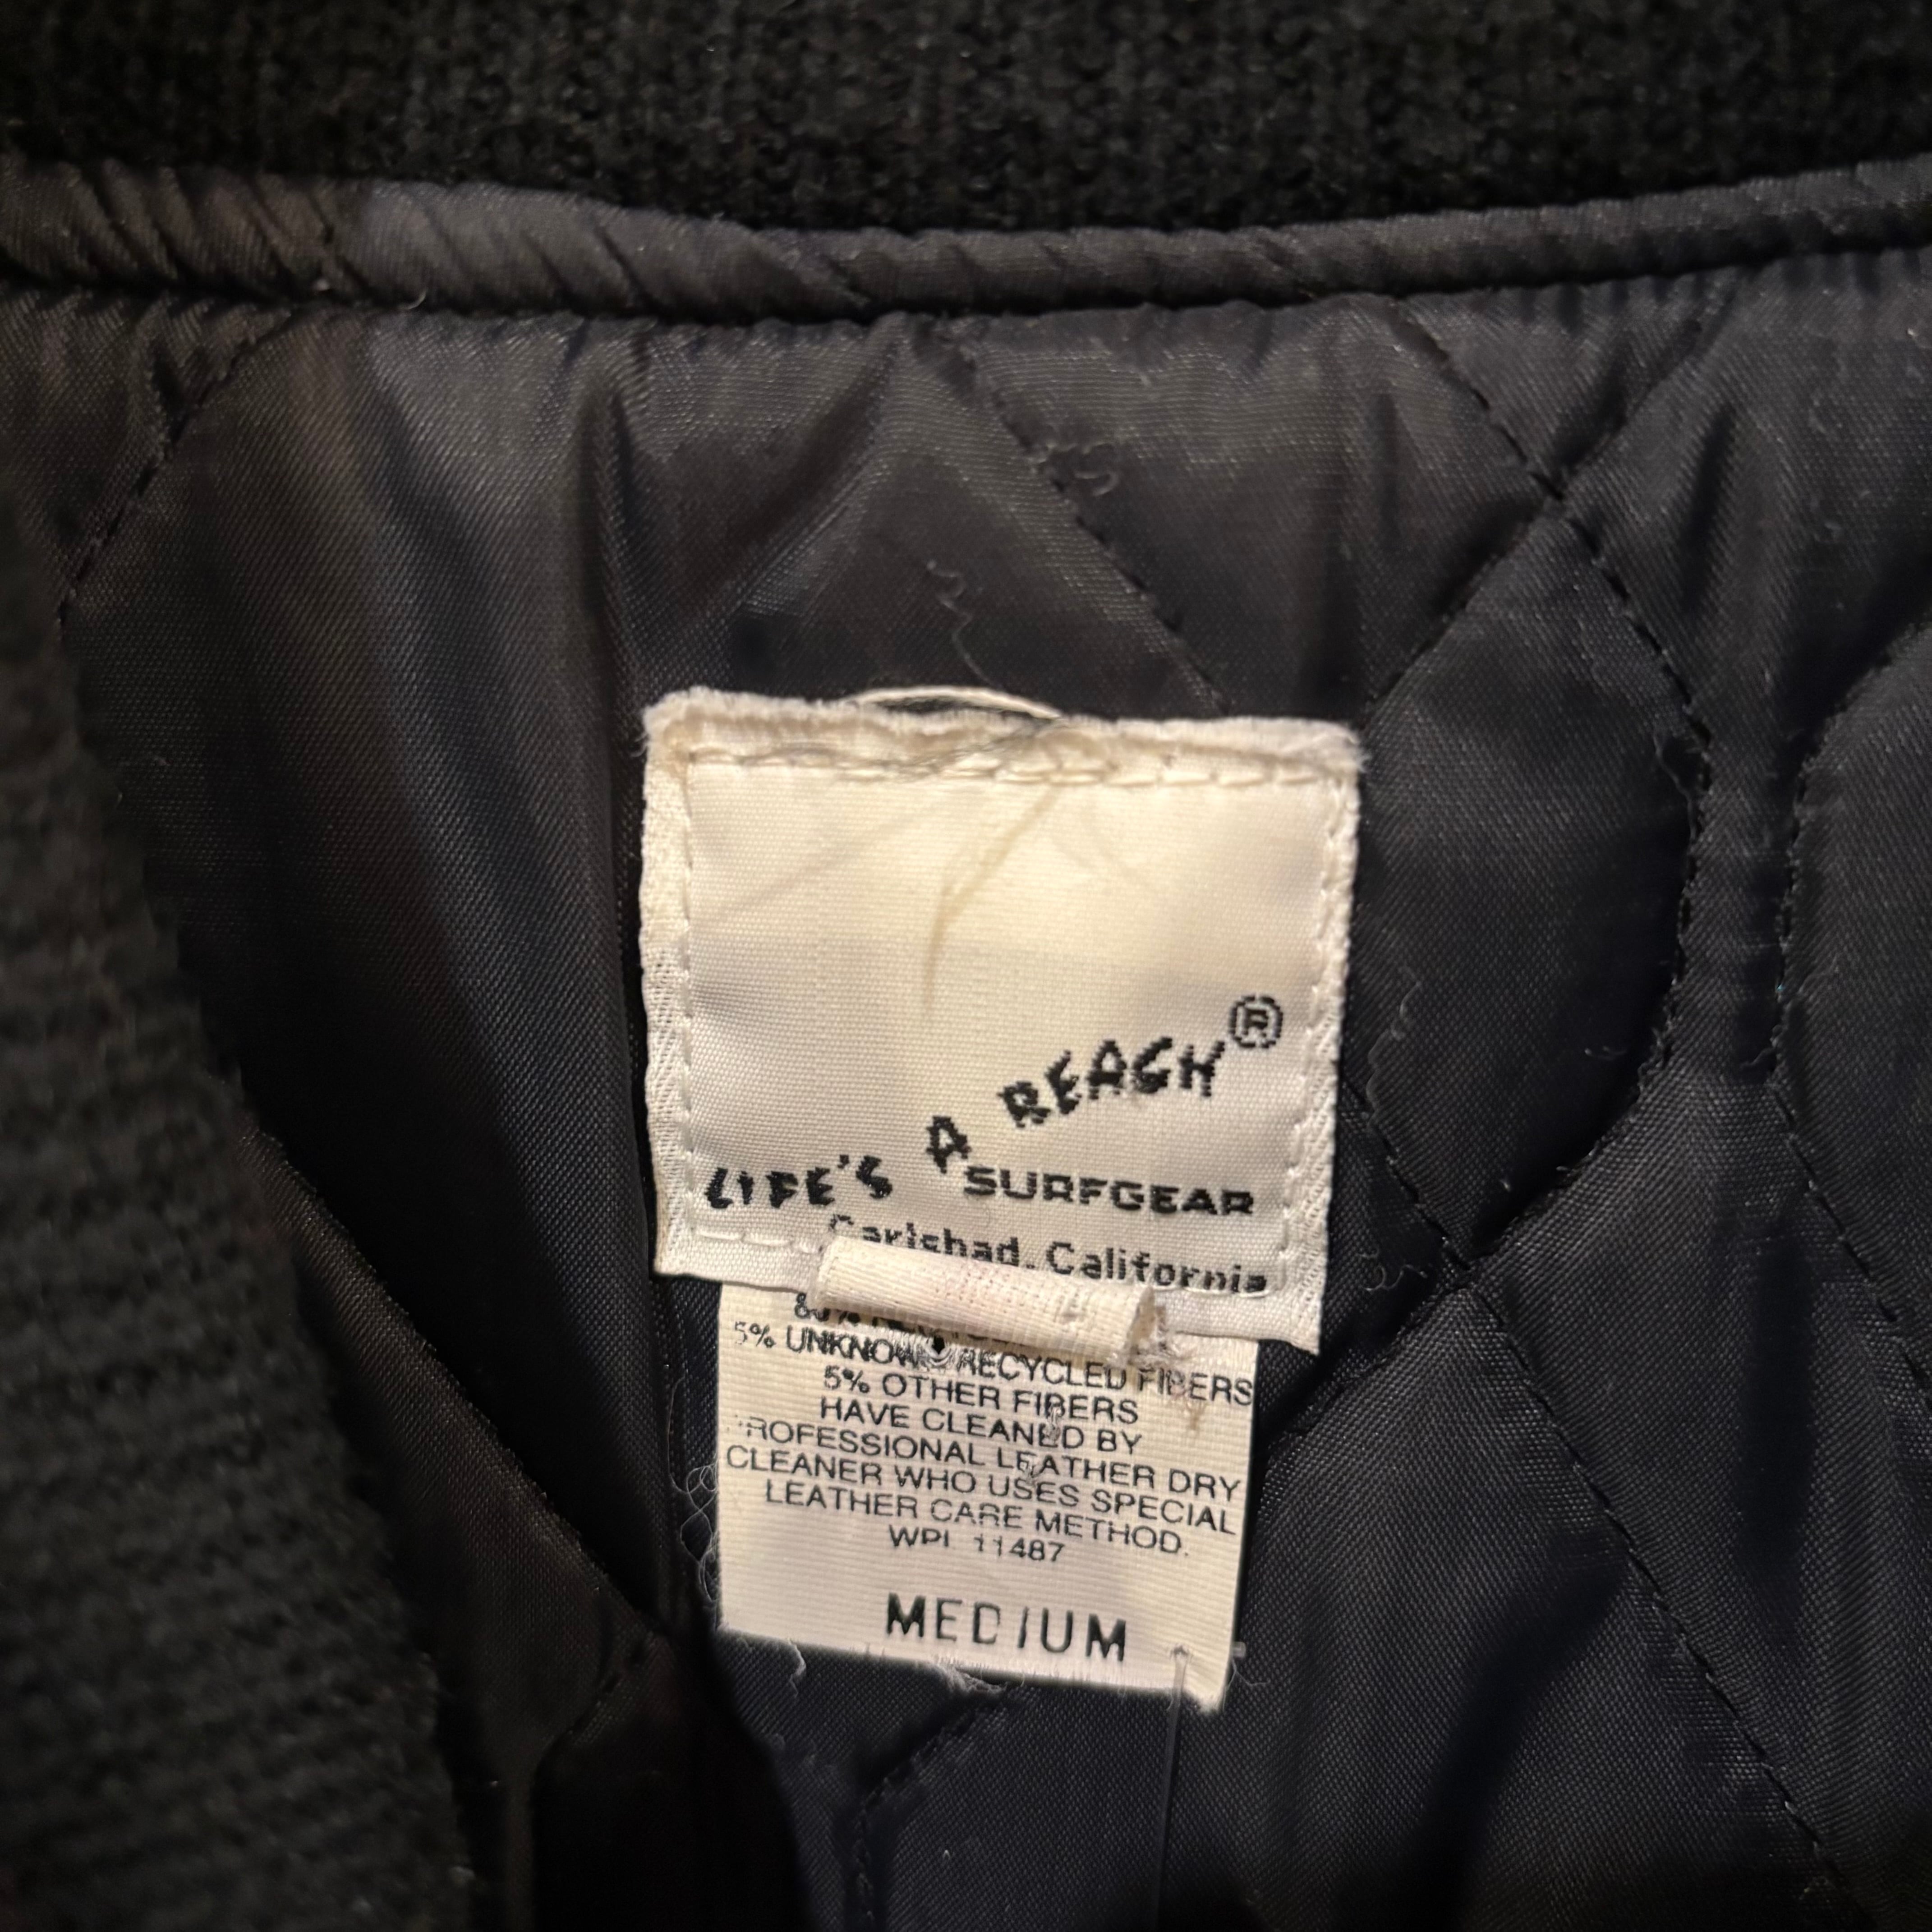 LIFE'S A REACH®
SURFGEAR
Carlsbad, California
5% UNKNOWN RECYCLED FIBERS
5% OTHER FIBERS
HAVE CLEANED BY
PROFESSIONAL LEATHER DRY
CLEANER WHO USES SPECIAL
LEATHER CARE METHOD.
WPL 11487
MEDIUM